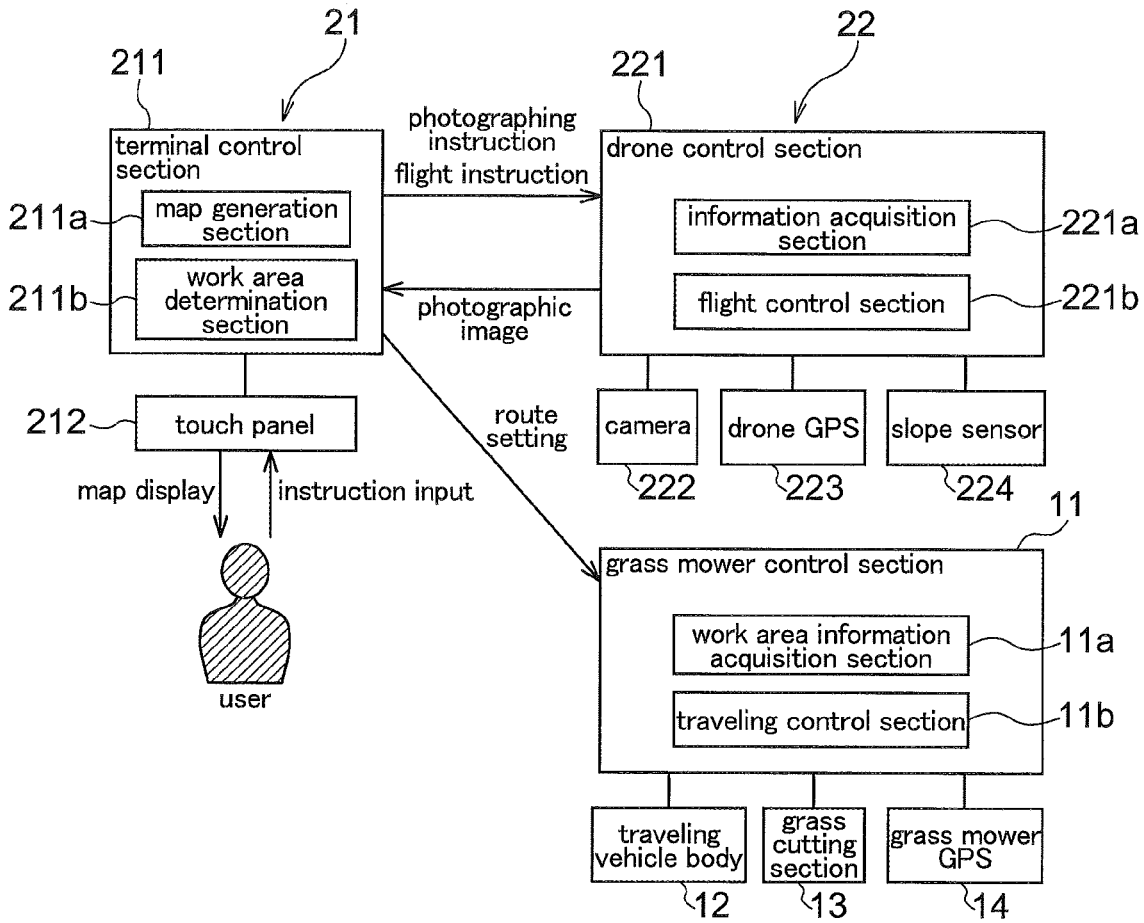 21
22
211
221
terminal control
section
map generation
section
211a
work area
determination
section
211b
photographing
instruction
flight instruction
photographic
image
drone control section
information acquisition
section
221a
flight control section
221b
212
touch panel
map display
instruction input
user
route
setting
camera
222
drone GPS
223
slope sensor
224
11
grass mower control section
work area information
acquisition section
11a
traveling control section
11b
traveling
vehicle body
12
grass
cutting
section
13
grass mower
GPS
14